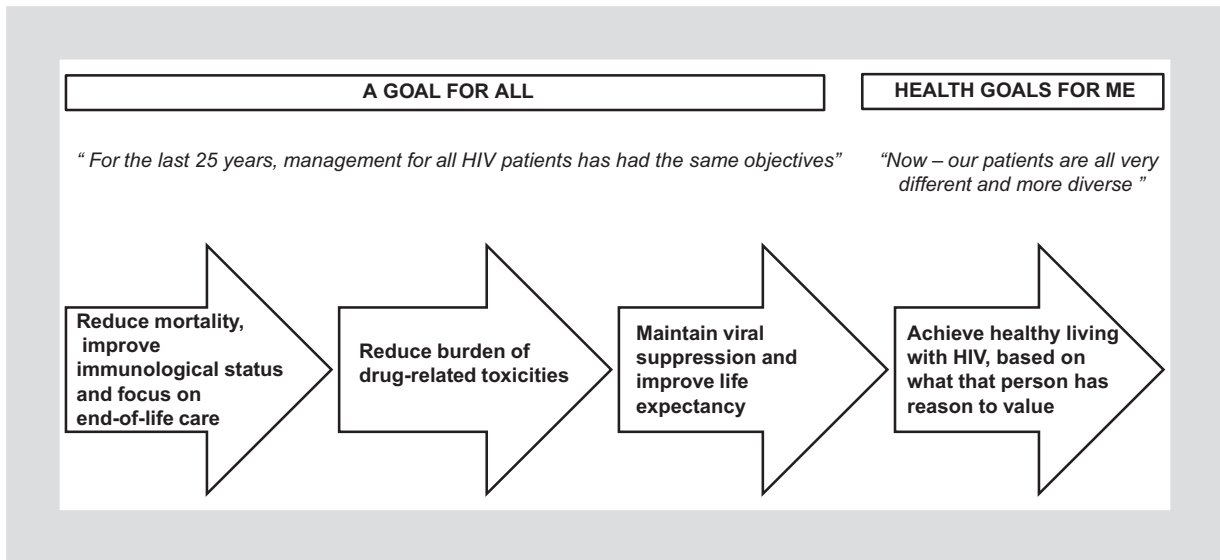 A GOAL FOR ALL
HEALTH GOALS FOR ME
“ For the last 25 years, management for all HIV patients has had the same objectives”
“Now – our patients are all very
different and more diverse ”
Reduce mortality,
improve
immunological status
and focus on
end-of-life care
Reduce burden of
drug-related toxicities
Maintain viral
suppression and
improve life
expectancy
Achieve healthy living
with HIV, based on
what that person has
reason to value